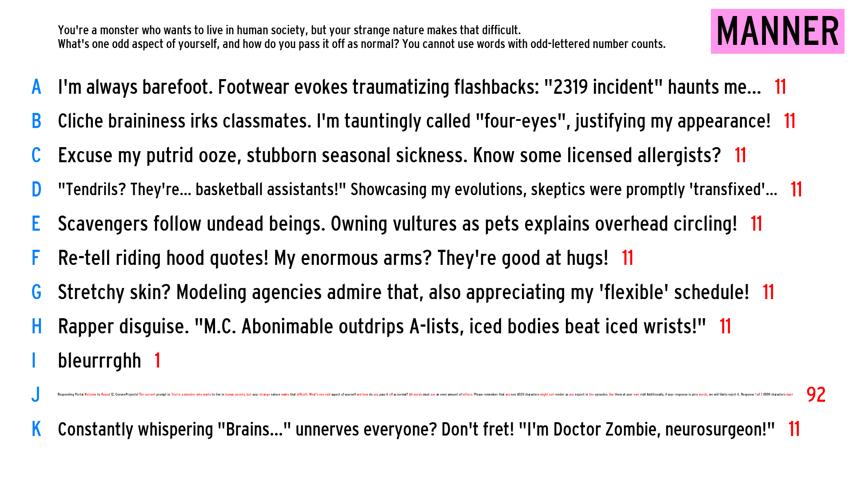 You're a monster who wants to live in human society, but your strange nature makes that difficult.
What's one odd aspect of yourself, and how do you pass it off as normal? You cannot use words with odd-lettered number counts.
MANNER
A I'm always barefoot. Footwear evokes traumatizing flashbacks: "2319 incident" haunts me... 11
B Cliche braininess irks classmates. I'm tauntingly called "four-eyes", justifying my appearance! 11
C Excuse my putrid ooze, stubborn seasonal sickness. Know some licensed allergists? 11
D "Tendrils? They're... basketball assistants!" Showcasing my evolutions, skeptics were promptly 'transfixed'... 11
E Scavengers follow undead beings. Owning vultures as pets explains overhead circling! 11
F Re-tell riding hood quotes! My enormous arms? They're good at hugs! 11
G Stretchy skin? Modeling agencies admire that, also appreciating my 'flexible' schedule! 11
H Rapper disguise. "M.C. Abonimable outdrips A-lists, iced bodies beat iced wrists!" 11
I bleurrrghh 1
J 92
K Constantly whispering "Brains..." unnerves everyone? Don't fret! "I'm Doctor Zombie, neurosurgeon!" 11